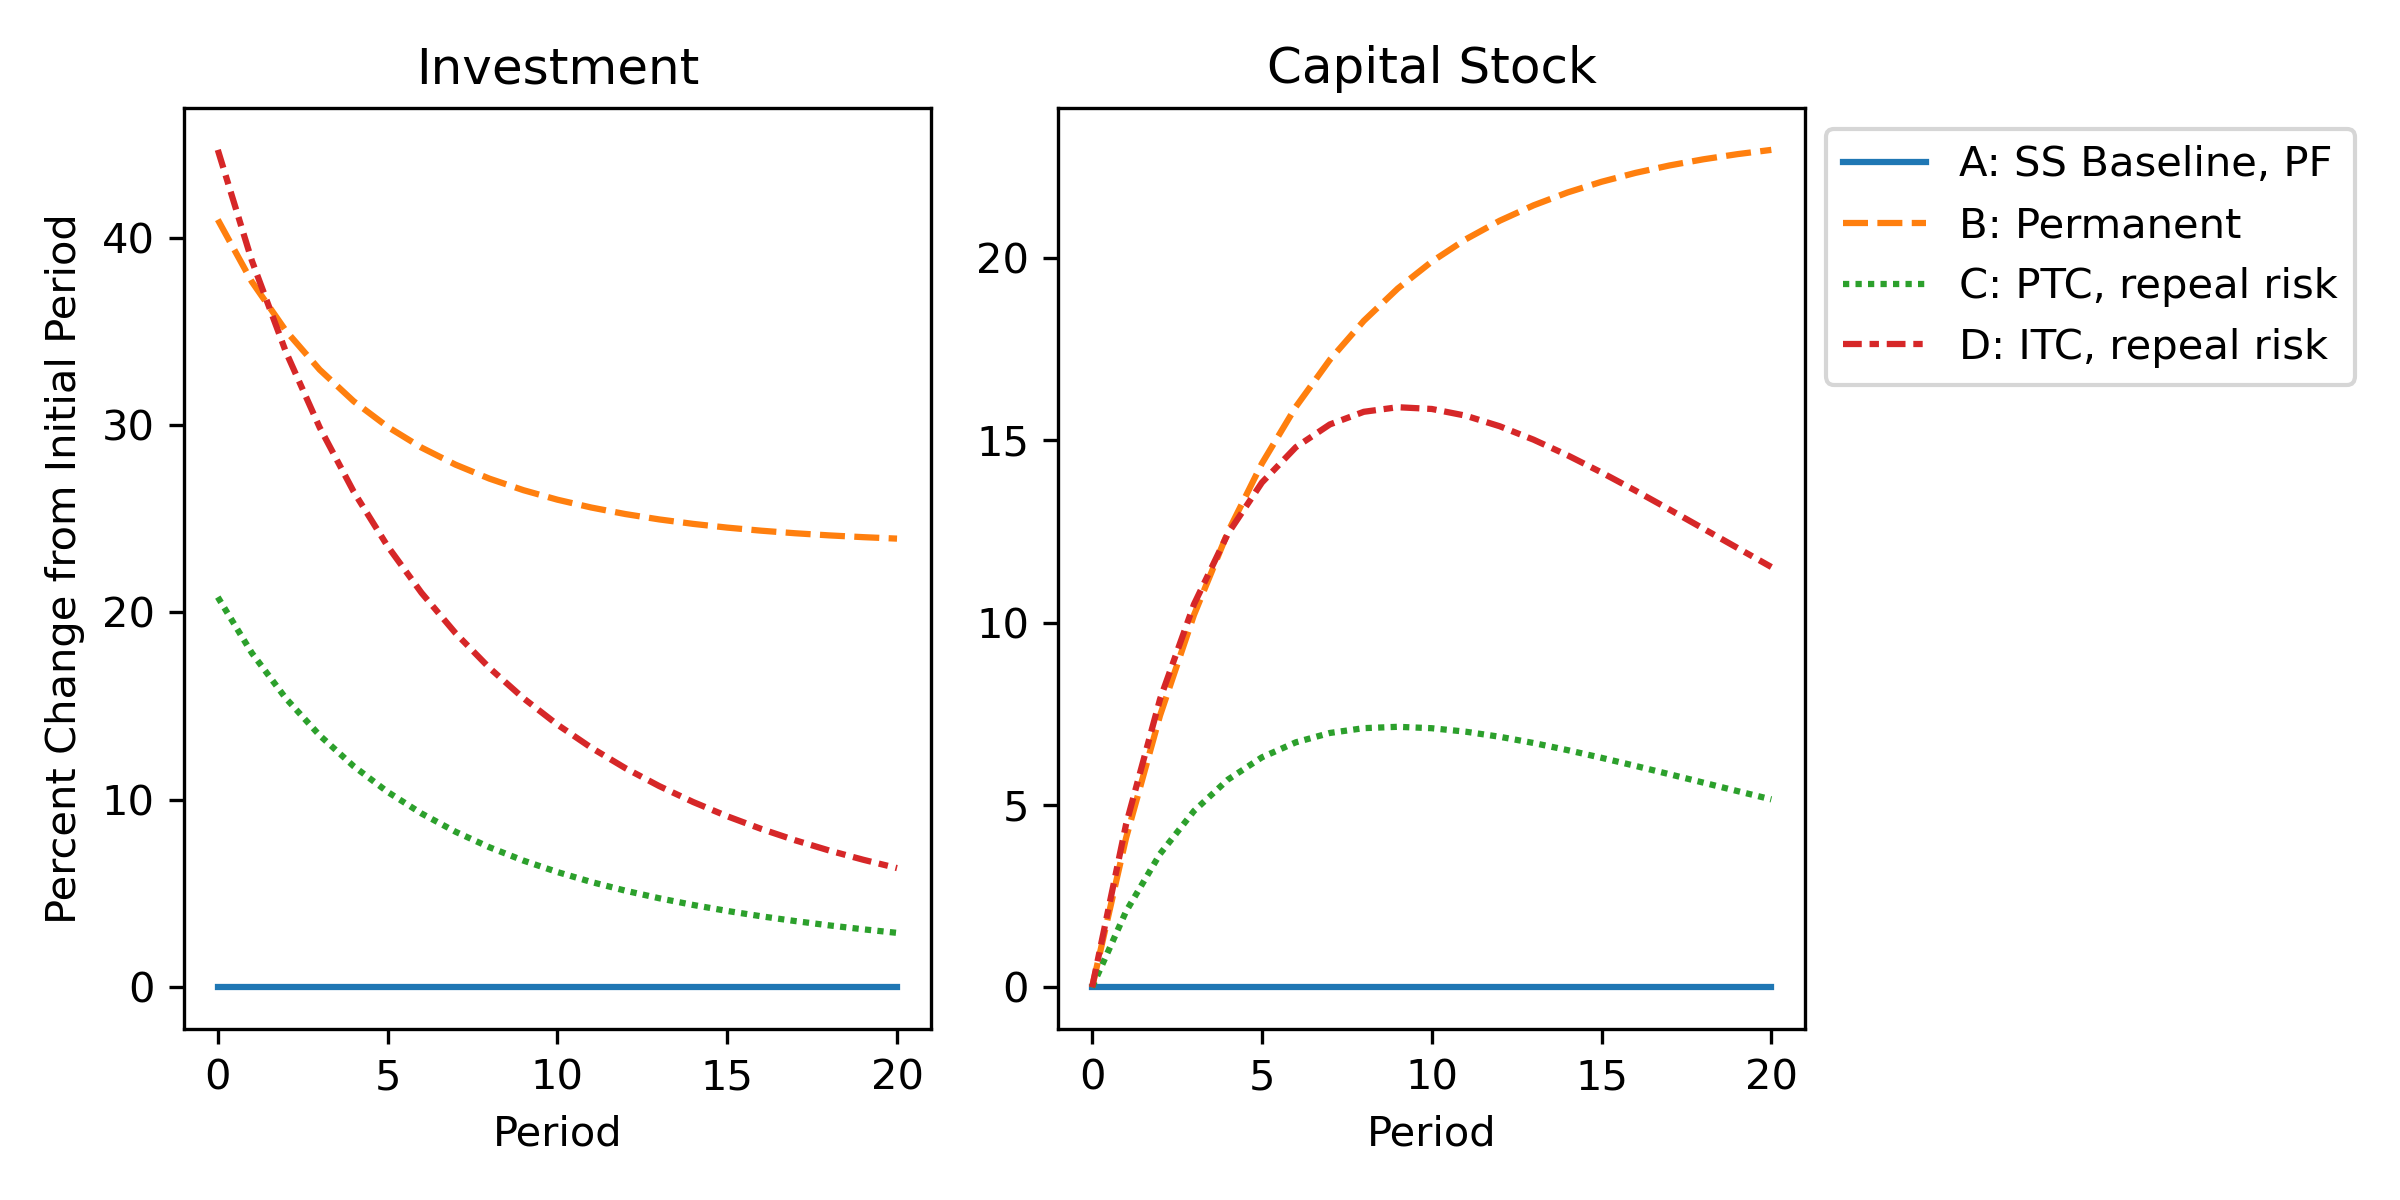 Investment
Capital Stock
Percent Change from Initial Period
40
30
20
10
0
0 5 10 15 20
Period
20
15
10
5
0
0 5 10 15 20
Period
A: SS Baseline, PF
B: Permanent
C: PTC, repeal risk
D: ITC, repeal risk